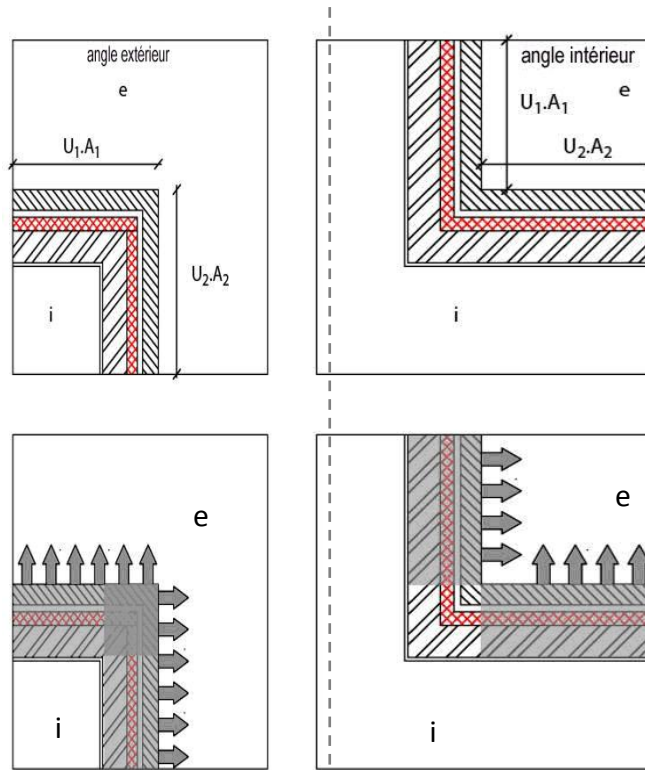 angle extérieur
e
U₁.A₁
U₂.A₂
i
angle intérieur
e
U₁.A₁
U₂.A₂
i
e
i
e
i